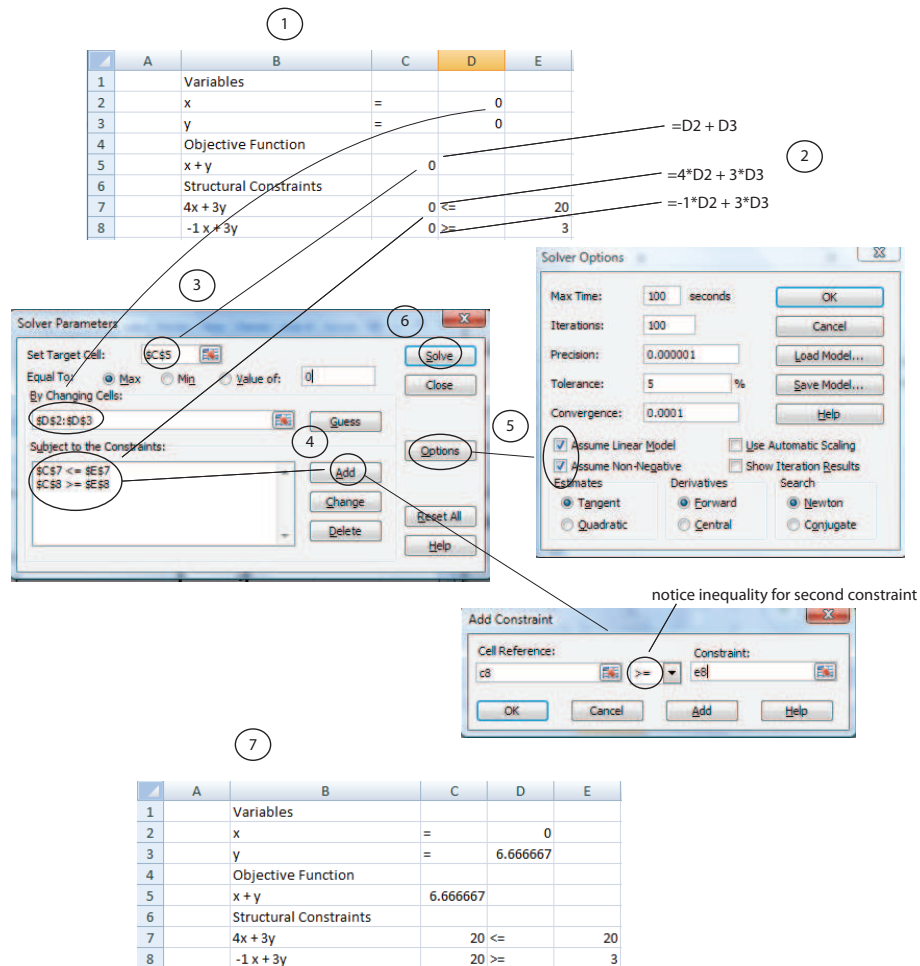 1
A B C D E
1 Variables
2 x = 0
3 y = 0
4 Objective Function
5 x + y 0
6 Structural Constraints
7 4x + 3y 0 <= 20
8 -1 x + 3y 0 >= 3
=D2 + D3
2
=4*D2 + 3*D3
=-1*D2 + 3*D3
3
Solver Parameters
6
Set Target Cell: $C$5 Solve
Equal To: Max Min Value of: 0 Close
By Changing Cells:
$D$2:$D$3 Guess
Subject to the Constraints: 4 Options
$C$7 <= $E$7 Add
$C$8 >= $E$8
Change
Reset All
Delete
Help
5
Solver Options
Max Time: 100 seconds OK
Iterations: 100 Cancel
Precision: 0.000001 Load Model...
Tolerance: 5 % Save Model...
Convergence: 0.0001 Help
Assume Linear Model Use Automatic Scaling
Assume Non-Negative Show Iteration Results
Estimates Derivatives Search
Tangent Forward Newton
Quadratic Central Conjugate
notice inequality for second constraint
Add Constraint
Cell Reference: Constraint:
c8 >= e8
OK Cancel Add Help
7
A B C D E
1 Variables
2 x = 0
3 y = 6.666667
4 Objective Function
5 x + y 6.666667
6 Structural Constraints
7 4x + 3y 20 <= 20
8 -1 x + 3y 20 >= 3